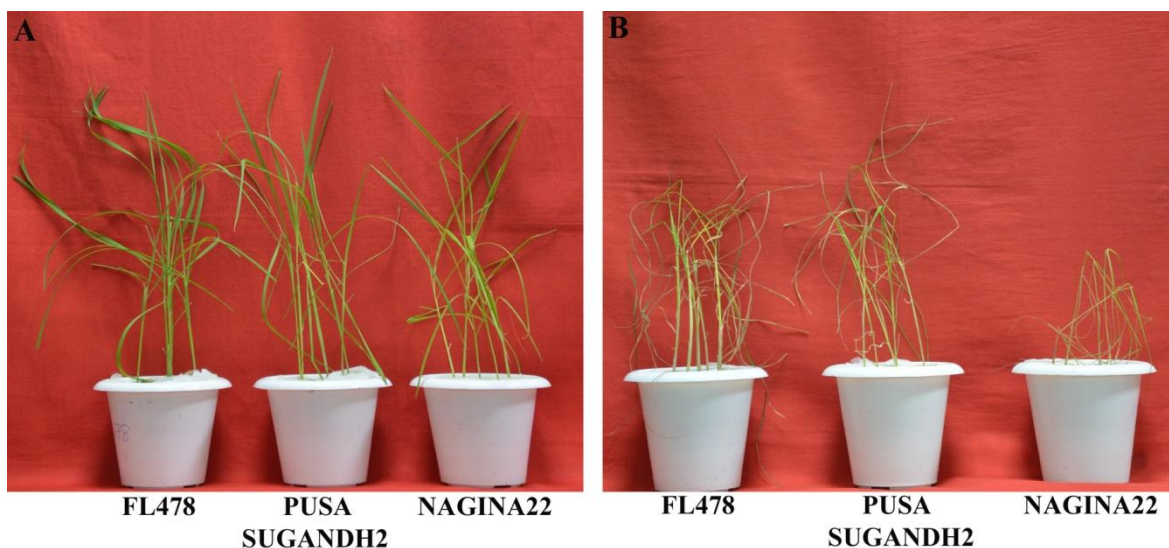 A
B
FL478
PUSA
SUGANDH2
NAGINA22
FL478
PUSA
SUGANDH2
NAGINA22